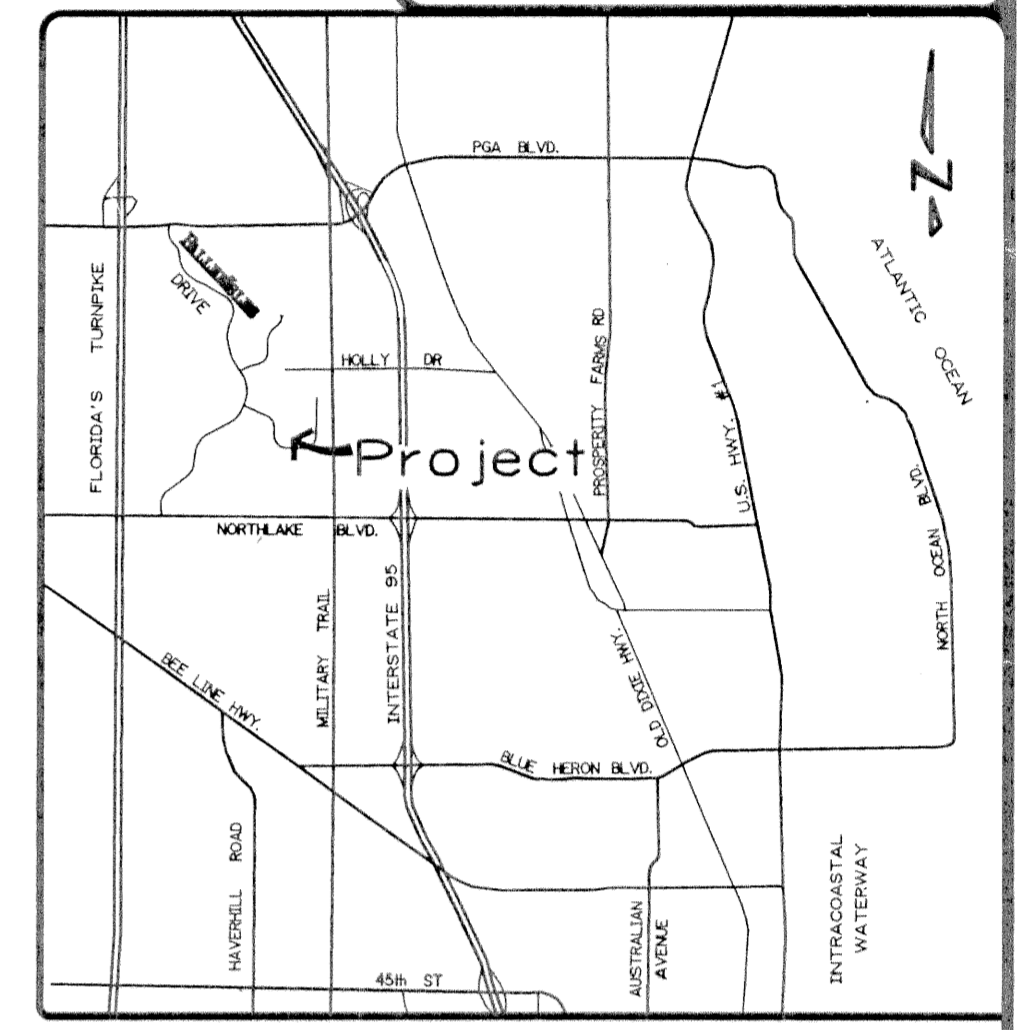 PGA BLVD.
N
ATLANTIC OCEAN
FLORIDA'S TURNPIKE
DRIVE
HOLLY DR
PROSPERITY FARMS RD
U.S. HWY. #1
Project
NORTH OCEAN BLVD.
NORTHLAKE BLVD.
MILITARY TRAIL
INTERSTATE 95
BEE LINE HWY.
OLD DIXIE HWY.
BLUE HERON BLVD.
HAVERHILL ROAD
AUSTRALIAN
AVENUE
INTRACOASTAL
WATERWAY
45th ST